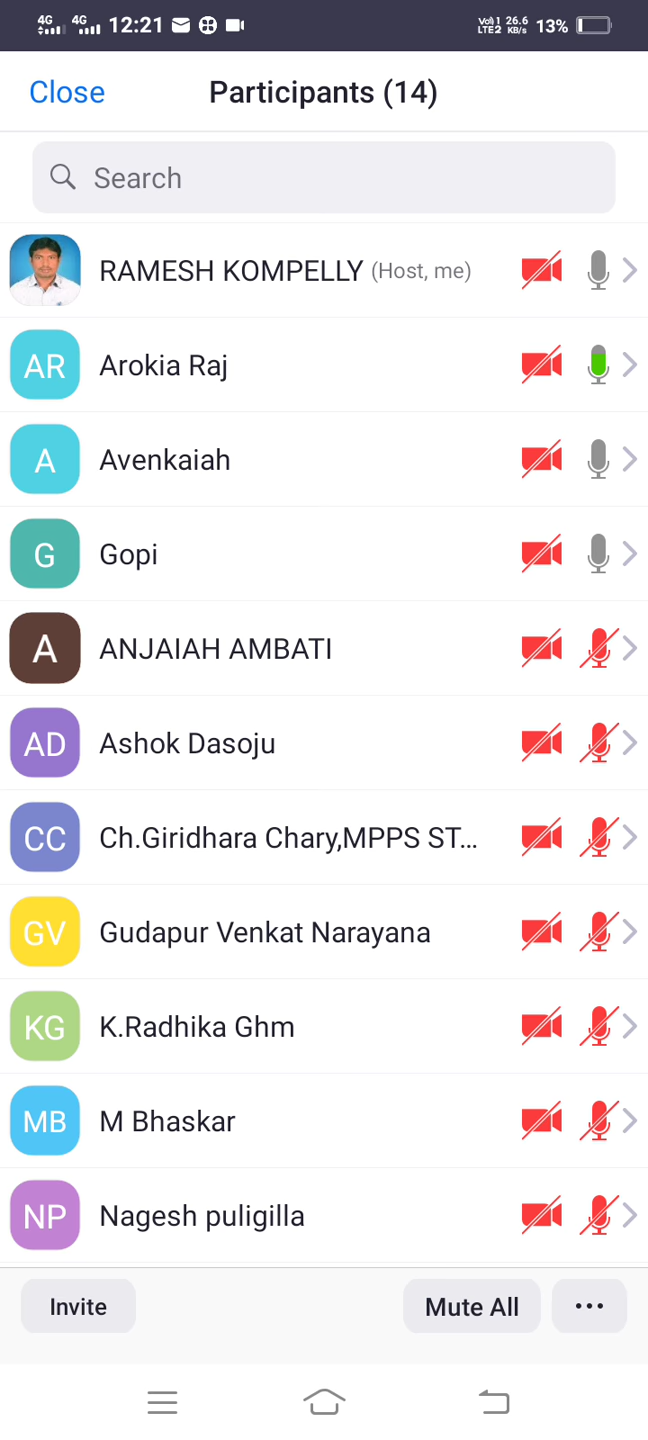 4G 4G 12:21 Vo) 1 LTE2 26.6 KB/s 13%
Close Participants (14)
Search
RAMESH KOMPELLY (Host, me)
AR Arokia Raj
A Avenkaiah
G Gopi
A ANJAIAH AMBATI
AD Ashok Dasoju
CC Ch.Giridhara Chary,MPPS ST...
GV Gudapur Venkat Narayana
KG K.Radhika Ghm
MB M Bhaskar
NP Nagesh puligilla
Invite Mute All ...